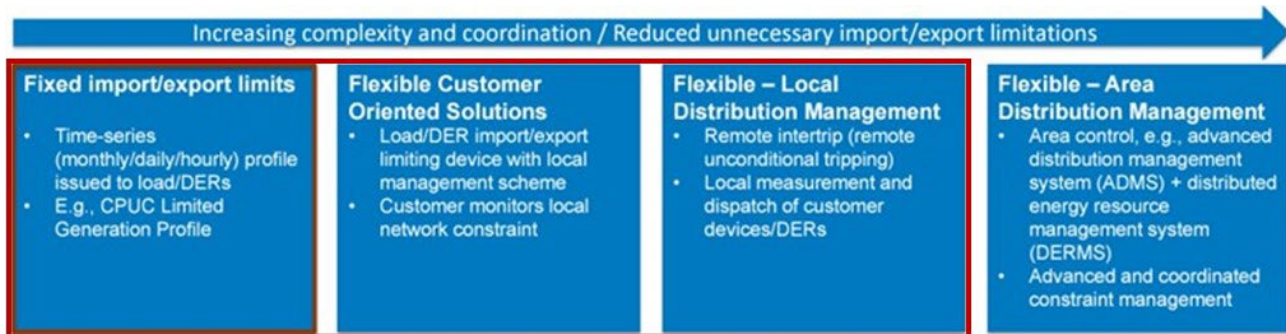 Increasing complexity and coordination / Reduced unnecessary import/export limitations
Fixed import/export limits
• Time-series
(monthly/daily/hourly) profile
issued to load/DERs
• E.g., CPUC Limited
Generation Profile
Flexible Customer
Oriented Solutions
• Load/DER import/export
limiting device with local
management scheme
• Customer monitors local
network constraint
Flexible – Local
Distribution Management
• Remote intertrip (remote
unconditional tripping)
• Local measurement and
dispatch of customer
devices/DERs
Flexible – Area
Distribution Management
• Area control, e.g., advanced
distribution management
system (ADMS) + distributed
energy resource
management system
(DERMS)
• Advanced and coordinated
constraint management